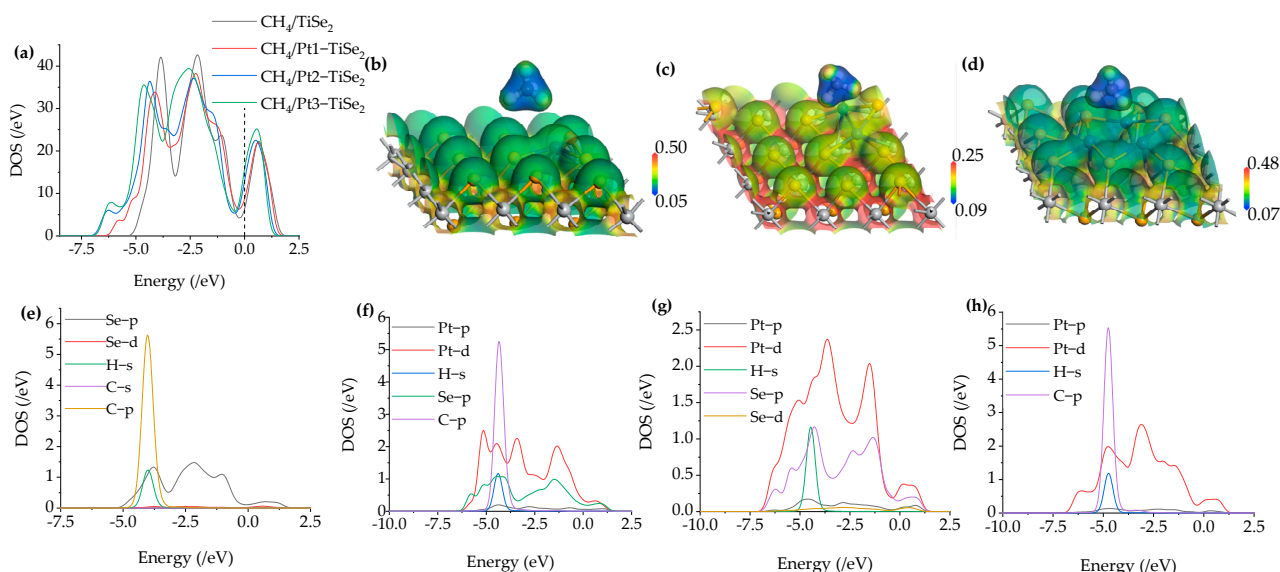 (a)
CH4/TiSe2
CH4/Pt1−TiSe2
CH4/Pt2−TiSe2
CH4/Pt3−TiSe2
DOS (/eV)
40
30
20
10
0
-7.5
-5.0
-2.5
0.0
2.5
Energy (/eV)
(b)
0.50
0.05
(c)
0.25
0.09
(d)
0.48
0.07
(e)
Se−p
Se−d
H−s
C−s
C−p
DOS (/eV)
6
5
4
3
2
1
0
-7.5
-5.0
-2.5
0.0
2.5
Energy (/eV)
(f)
Pt−p
Pt−d
H−s
Se−p
C−p
DOS (/eV)
6
5
4
3
2
1
0
-10.0
-7.5
-5.0
-2.5
0.0
2.5
Energy (eV)
(g)
Pt−p
Pt−d
H−s
Se−p
Se−d
DOS (/eV)
2.5
2.0
1.5
1.0
0.5
0.0
-10.0
-7.5
-5.0
-2.5
0.0
2.5
Energy (/eV)
(h)
Pt−p
Pt−d
H−s
C−p
DOS (/eV)
6
5
4
3
2
1
0
-10.0
-7.5
-5.0
-2.5
0.0
2.5
Energy (/eV)